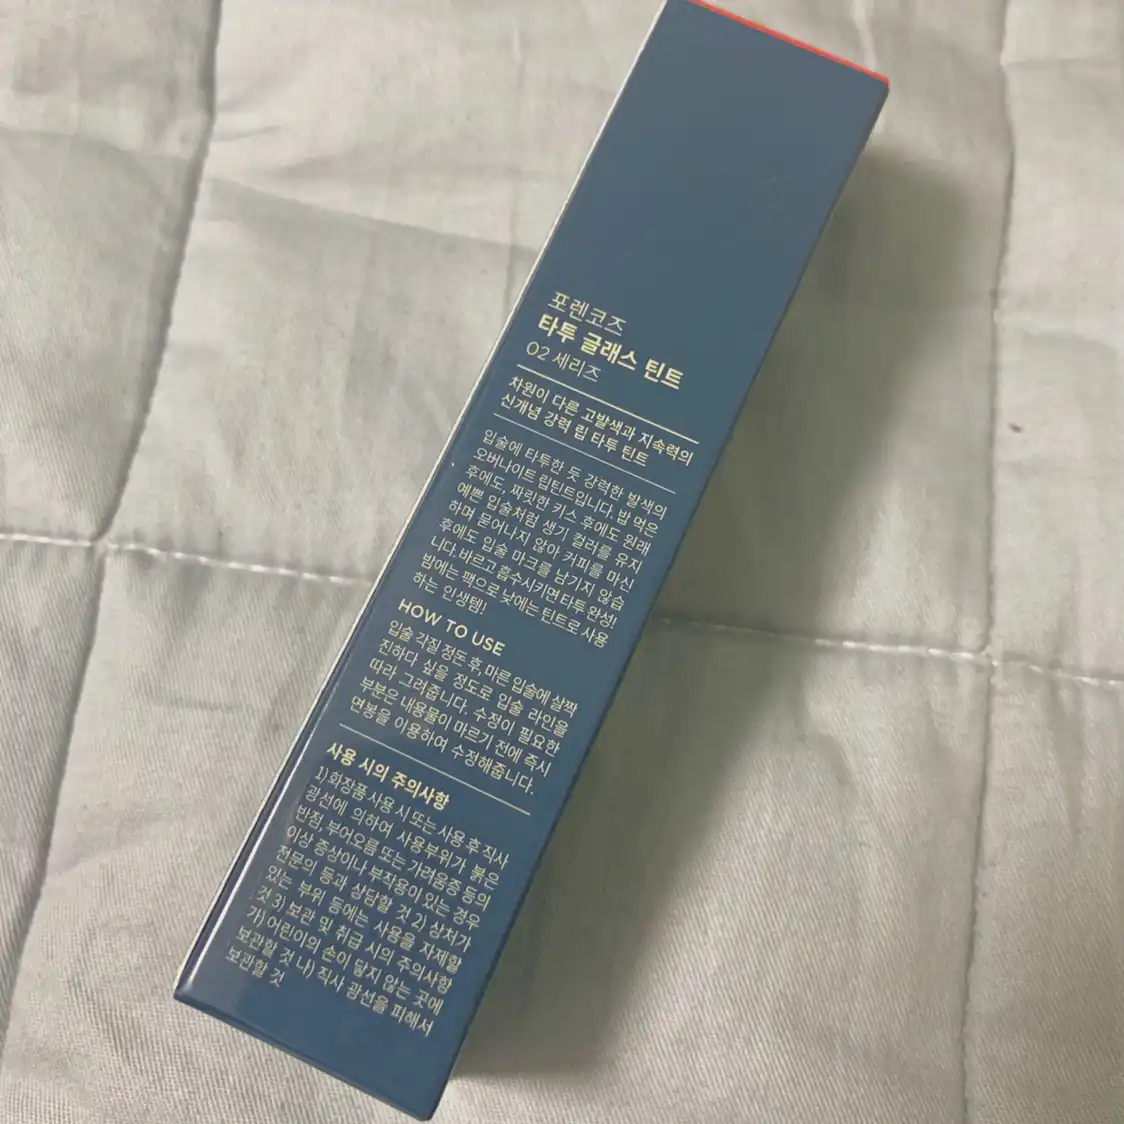 포렌코즈
타투 글래스 틴트
02 세리즈
차원이 다른 고발색과 지속력의
신개념 강력 립 타투 틴트
입술에 타투한 듯 강력한 발색의
오버나이트 립틴트입니다. 밥 먹은
후에도, 짜릿한 키스 후에도 원래
예쁜 입술처럼 생기 컬러를 유지
하며 묻어나지 않아 커피를 마신
후에도 입술 마크를 남기지 않습
니다. 바르고 흡수시키면 타투 완성!
밤에는 팩으로 낮에는 틴트로 사용
하는 인생템!
HOW TO USE
입술 각질 정돈 후, 마른 입술에 살짝
진하다 싶을 정도로 입술 라인을
따라 그려줍니다. 수정이 필요한
부분은 내용물이 마르기 전에 즉시
면봉을 이용하여 수정해줍니다.
사용 시의 주의사항
1) 화장품 사용 시 또는 사용 후 직사
광선에 의하여 사용부위가 붉은
반점, 부어오름 또는 가려움증 등의
이상 증상이나 부작용이 있는 경우
전문의 등과 상담할 것 2) 상처가
있는 부위 등에는 사용을 자제할
것 3) 보관 및 취급 시의 주의사항
가) 어린이의 손이 닿지 않는 곳에
보관할 것 나) 직사 광선을 피해서
보관할 것